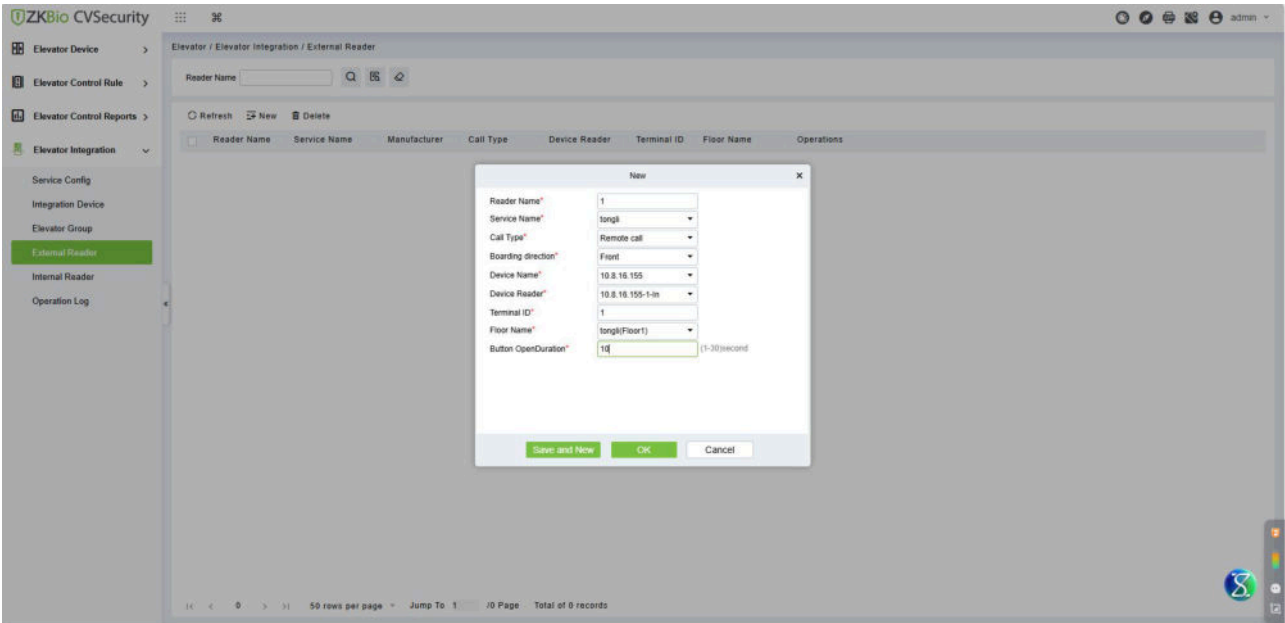 ZKBio CVSecurity
admin
Elevator Device
Elevator Control Rule
Elevator Control Reports
Elevator Integration
Service Config
Integration Device
Elevator Group
External Reader
Internal Reader
Operation Log
Elevator / Elevator Integration / External Reader
Reader Name
Refresh New Delete
Reader Name Service Name Manufacturer Call Type Device Reader Terminal ID Floor Name Operations
New
Reader Name* 1
Service Name* tongli
Call Type* Remote call
Boarding direction* Front
Device Name* 10.8.16.155
Device Reader* 10.8.16.155-1-In
Terminal ID* 1
Floor Name* tongli(Floor1)
Button OpenDuration* 10 (1-30)second
Save and New OK Cancel
0 50 rows per page Jump To 1 /0 Page Total of 0 records